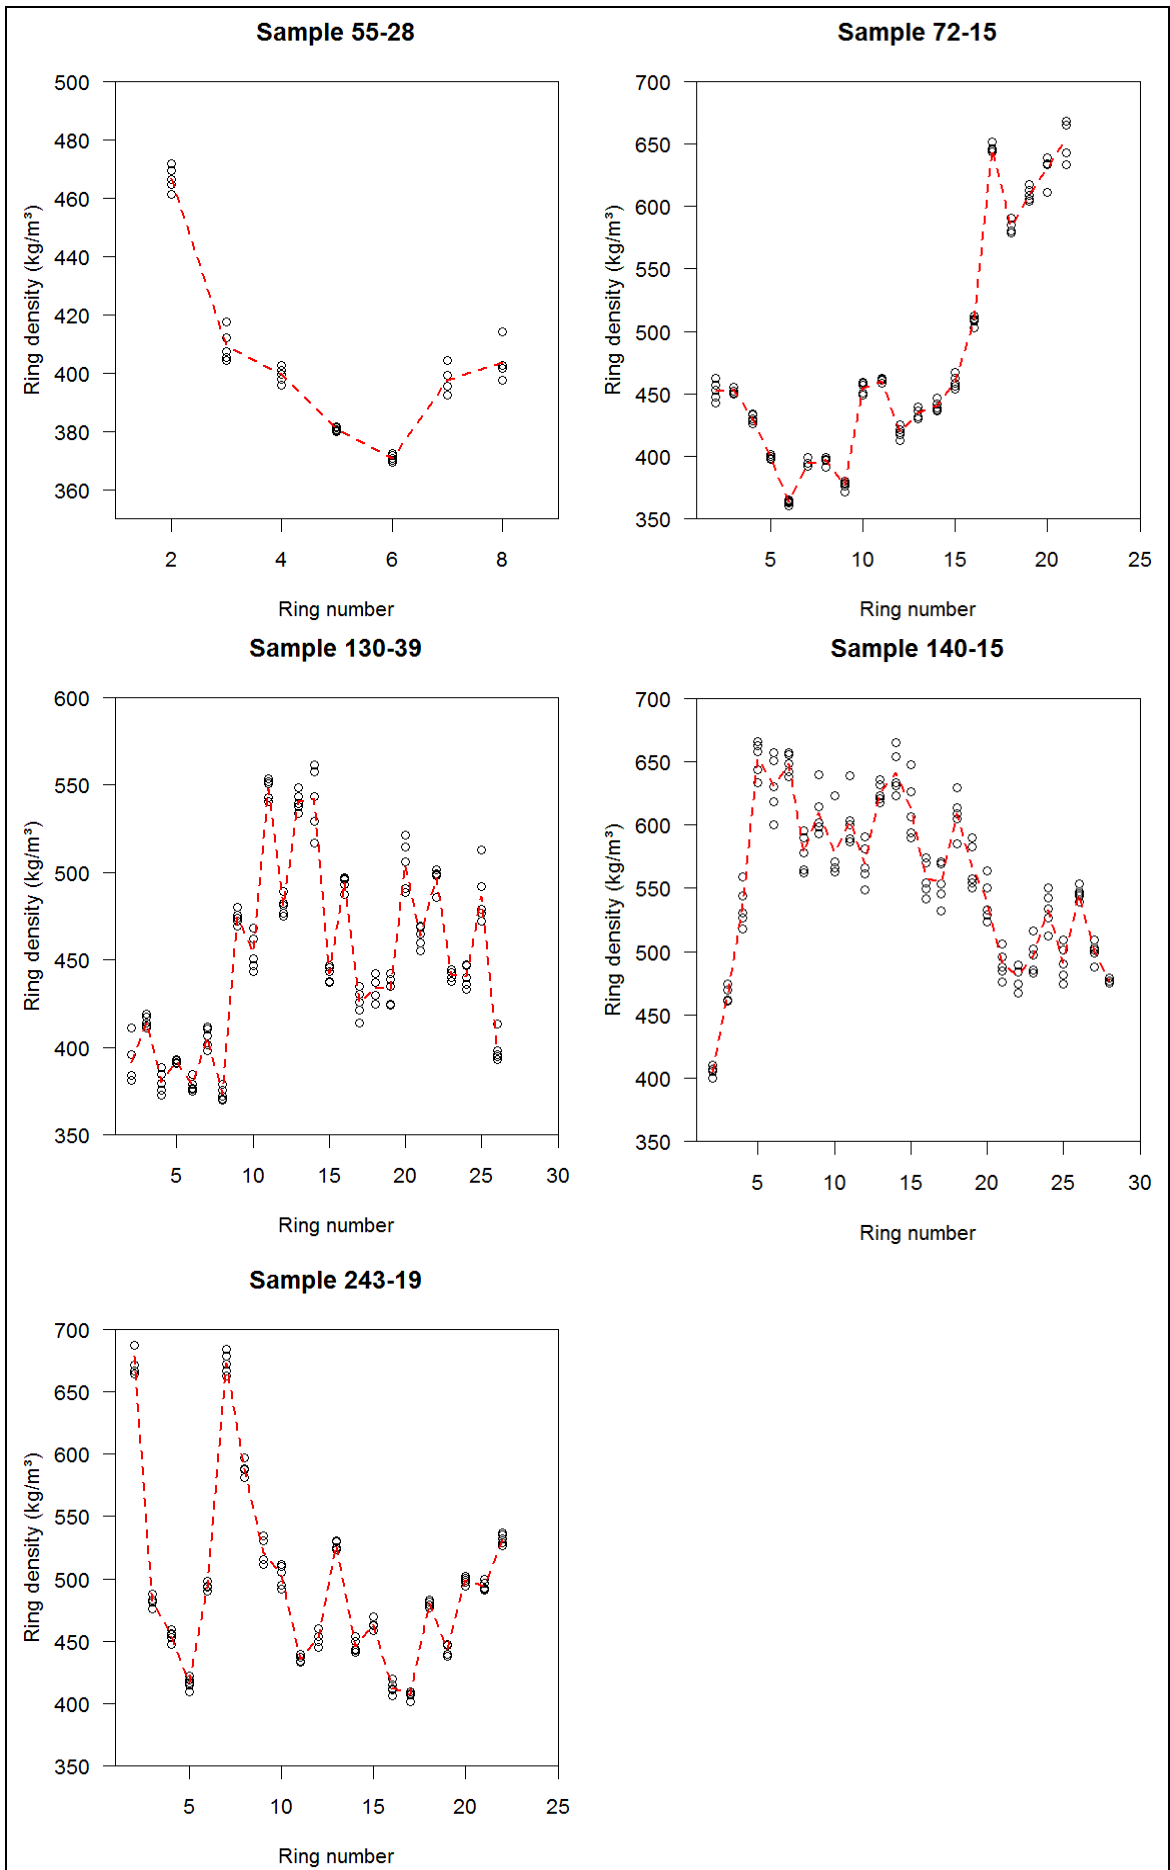 Sample 55-28
500
480
460
440
420
400
380
360
Ring density (kg/m³)
2 4 6 8
Ring number
Sample 72-15
700
650
600
550
500
450
400
350
Ring density (kg/m³)
5 10 15 20 25
Ring number
Sample 130-39
600
550
500
450
400
350
Ring density (kg/m³)
5 10 15 20 25 30
Ring number
Sample 140-15
700
650
600
550
500
450
400
350
Ring density (kg/m³)
5 10 15 20 25 30
Ring number
Sample 243-19
700
650
600
550
500
450
400
350
Ring density (kg/m³)
5 10 15 20 25
Ring number